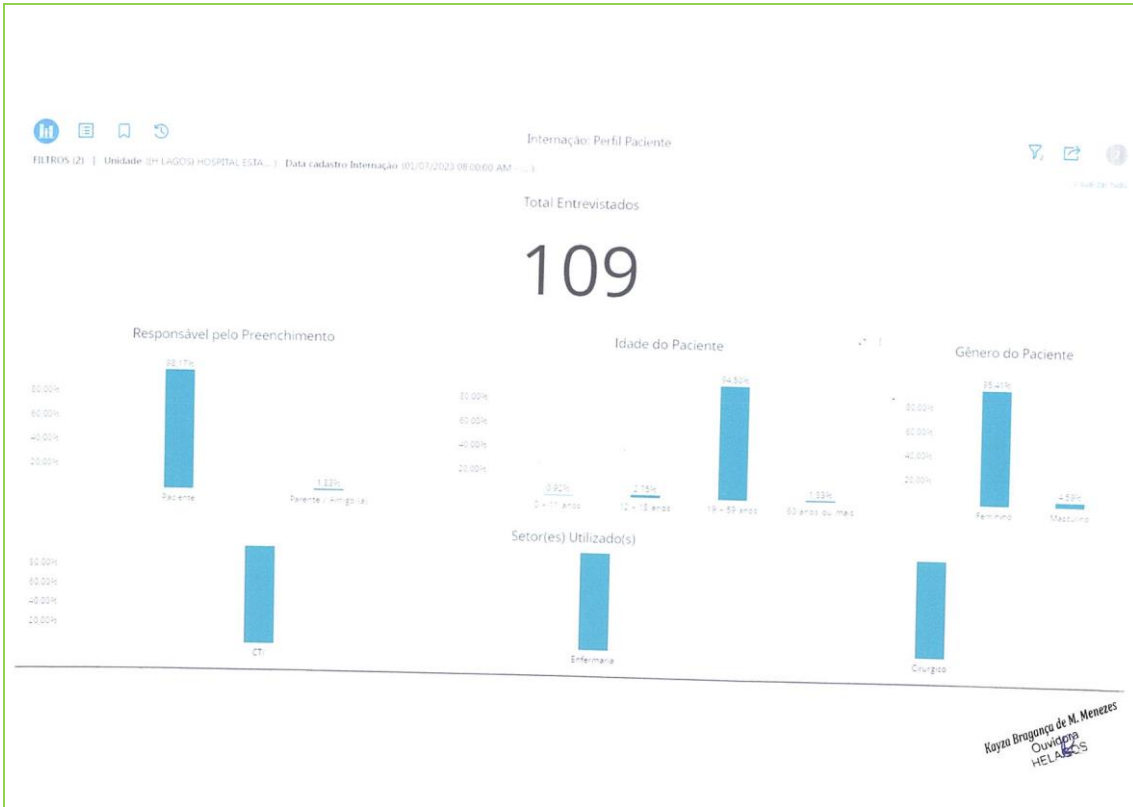 Internação: Perfil Paciente
FILTROS (2) | Unidade ((H LAGOS) HOSPITAL ESTA... ) Data cadastro Internação (01/07/2023 08:00:00 AM - ... )
Total Entrevistados
109
Responsável pelo Preenchimento
80.00%
60.00%
40.00%
20.00%
98.17%
1.83%
Paciente
Parente / Amigo (a)
Idade do Paciente
80.00%
60.00%
40.00%
20.00%
0.92%
2.75%
94.50%
1.83%
0 - 11 anos
12 - 18 anos
19 - 59 anos
60 anos ou mais
Gênero do Paciente
80.00%
60.00%
40.00%
20.00%
95.41%
4.59%
Feminino
Masculino
Setor(es) Utilizado(s)
80.00%
60.00%
40.00%
20.00%
CTI
Enfermaria
Cirurgico
Kayza Bragança de M. Menezes
Ouvidora
HELAGOS